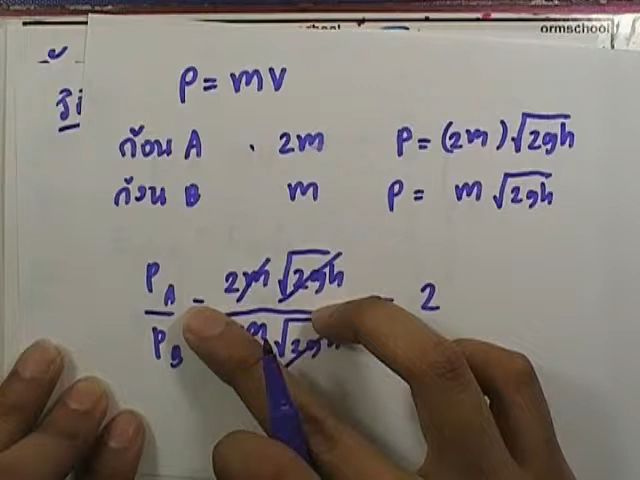 ormschool
P = mv
ก้อน A . 2m P = (2m) √2gh
ก้อน B m P = m √2gh
P_A / P_B = 2m √2gh / m √2gh = 2